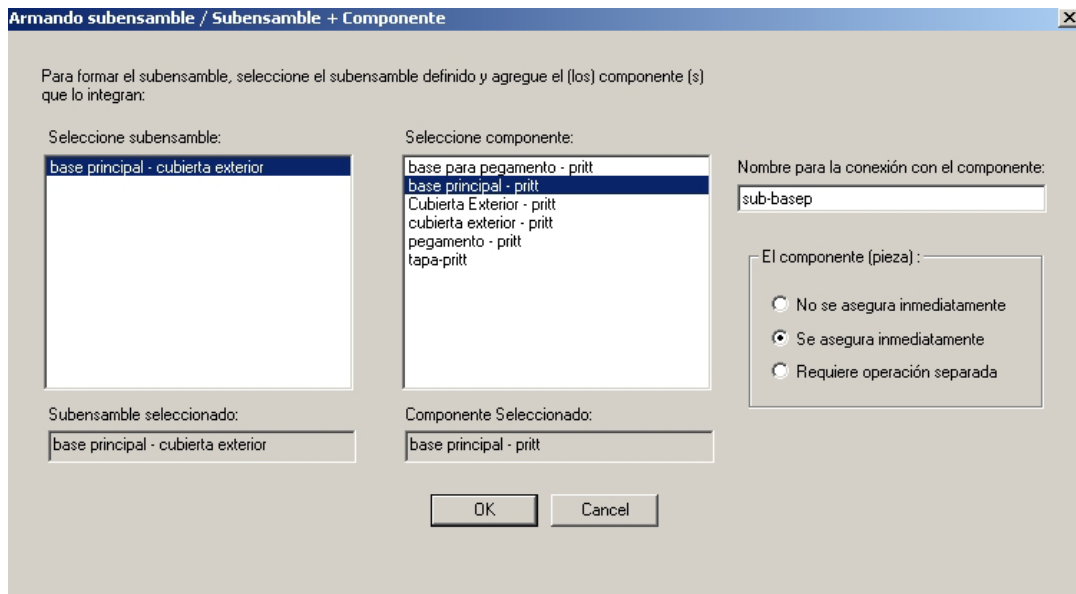 Armando subensamble / Subensamble + Componente
Para formar el subensamble, seleccione el subensamble definido y agregue el (los) componente (s)
que lo integran:
Seleccione subensamble:
base principal - cubierta exterior
Seleccione componente:
base para pegamento - pritt
base principal - pritt
Cubierta Exterior - pritt
cubierta exterior - pritt
pegamento - pritt
tapa-pritt
Nombre para la conexión con el componente:
sub-basep
El componente (pieza) :
No se asegura inmediatamente
Se asegura inmediatamente
Requiere operación separada
Subensamble seleccionado:
base principal - cubierta exterior
Componente Seleccionado:
base principal - pritt
OK
Cancel